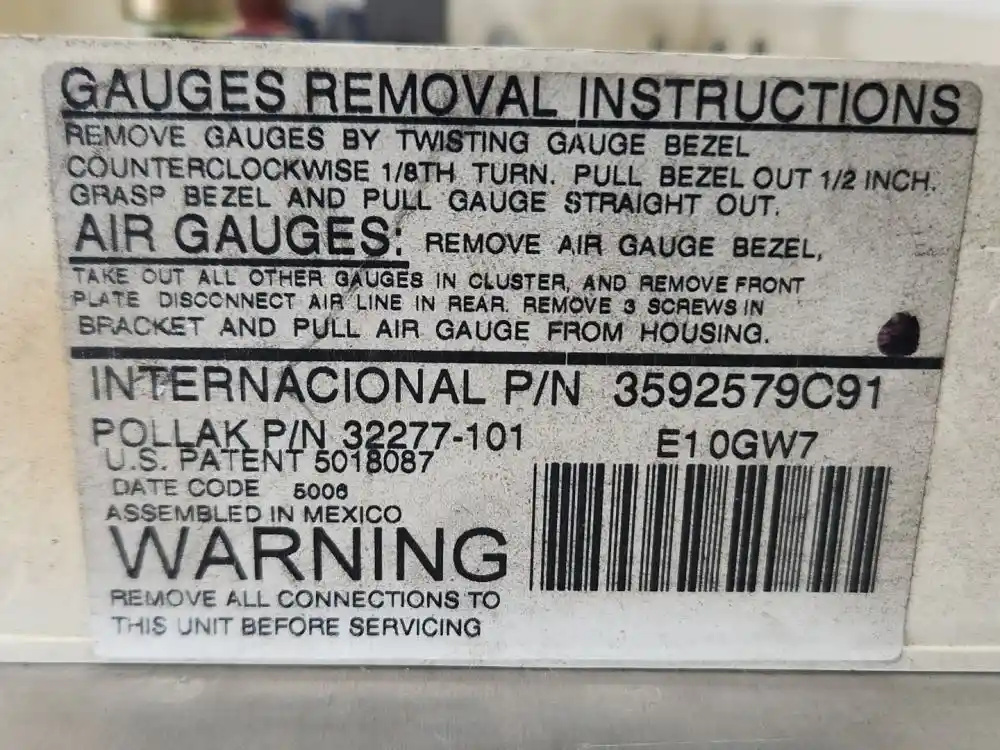 GAUGES REMOVAL INSTRUCTIONS
REMOVE GAUGES BY TWISTING GAUGE BEZEL
COUNTERCLOCKWISE 1/8TH TURN. PULL BEZEL OUT 1/2 INCH.
GRASP BEZEL AND PULL GAUGE STRAIGHT OUT.
AIR GAUGES: REMOVE AIR GAUGE BEZEL,
TAKE OUT ALL OTHER GAUGES IN CLUSTER, AND REMOVE FRONT
PLATE DISCONNECT AIR LINE IN REAR. REMOVE 3 SCREWS IN
BRACKET AND PULL AIR GAUGE FROM HOUSING.
INTERNACIONAL P/N 3592579C91
POLLAK P/N 32277-101 E10GW7
U.S. PATENT 5018087
DATE CODE 5006
ASSEMBLED IN MEXICO
WARNING
REMOVE ALL CONNECTIONS TO
THIS UNIT BEFORE SERVICING